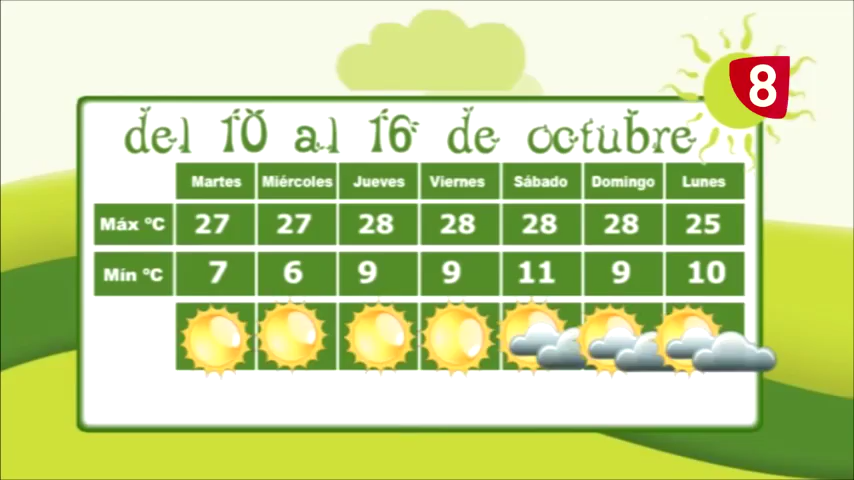 8
del 10 al 16 de octubre
Martes Miércoles Jueves Viernes Sábado Domingo Lunes
Máx ºC 27 27 28 28 28 28 25
Mín ºC 7 6 9 9 11 9 10